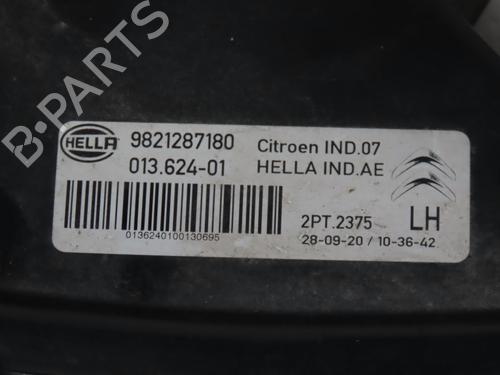 B-PARTS
HELLA
9821287180
Citroen IND.07
013.624-01
HELLA IND.AE
0136240100130695
2PT.2375
LH
28-09-20 / 10-36-42